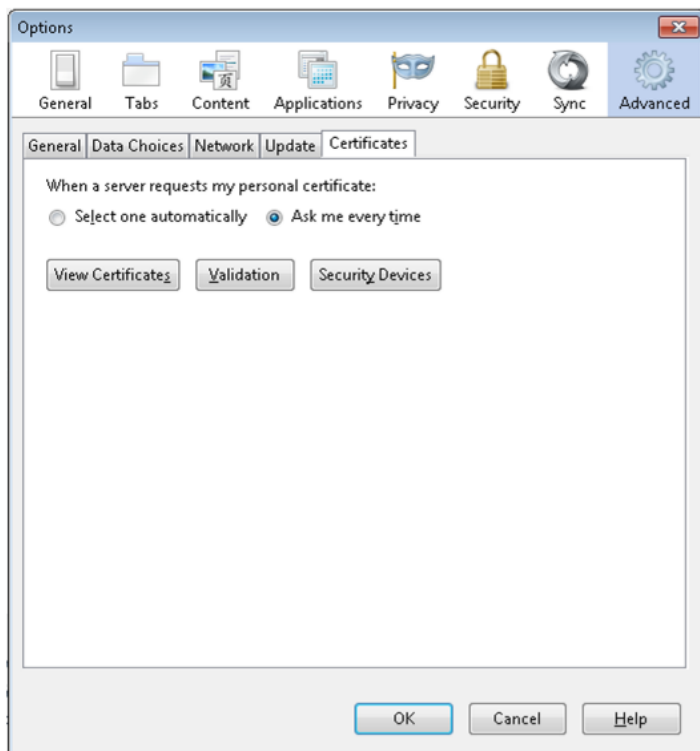 Options
General Tabs Content Applications Privacy Security Sync Advanced
General Data Choices Network Update Certificates
When a server requests my personal certificate:
Select one automatically Ask me every time
View Certificates Validation Security Devices
OK Cancel Help